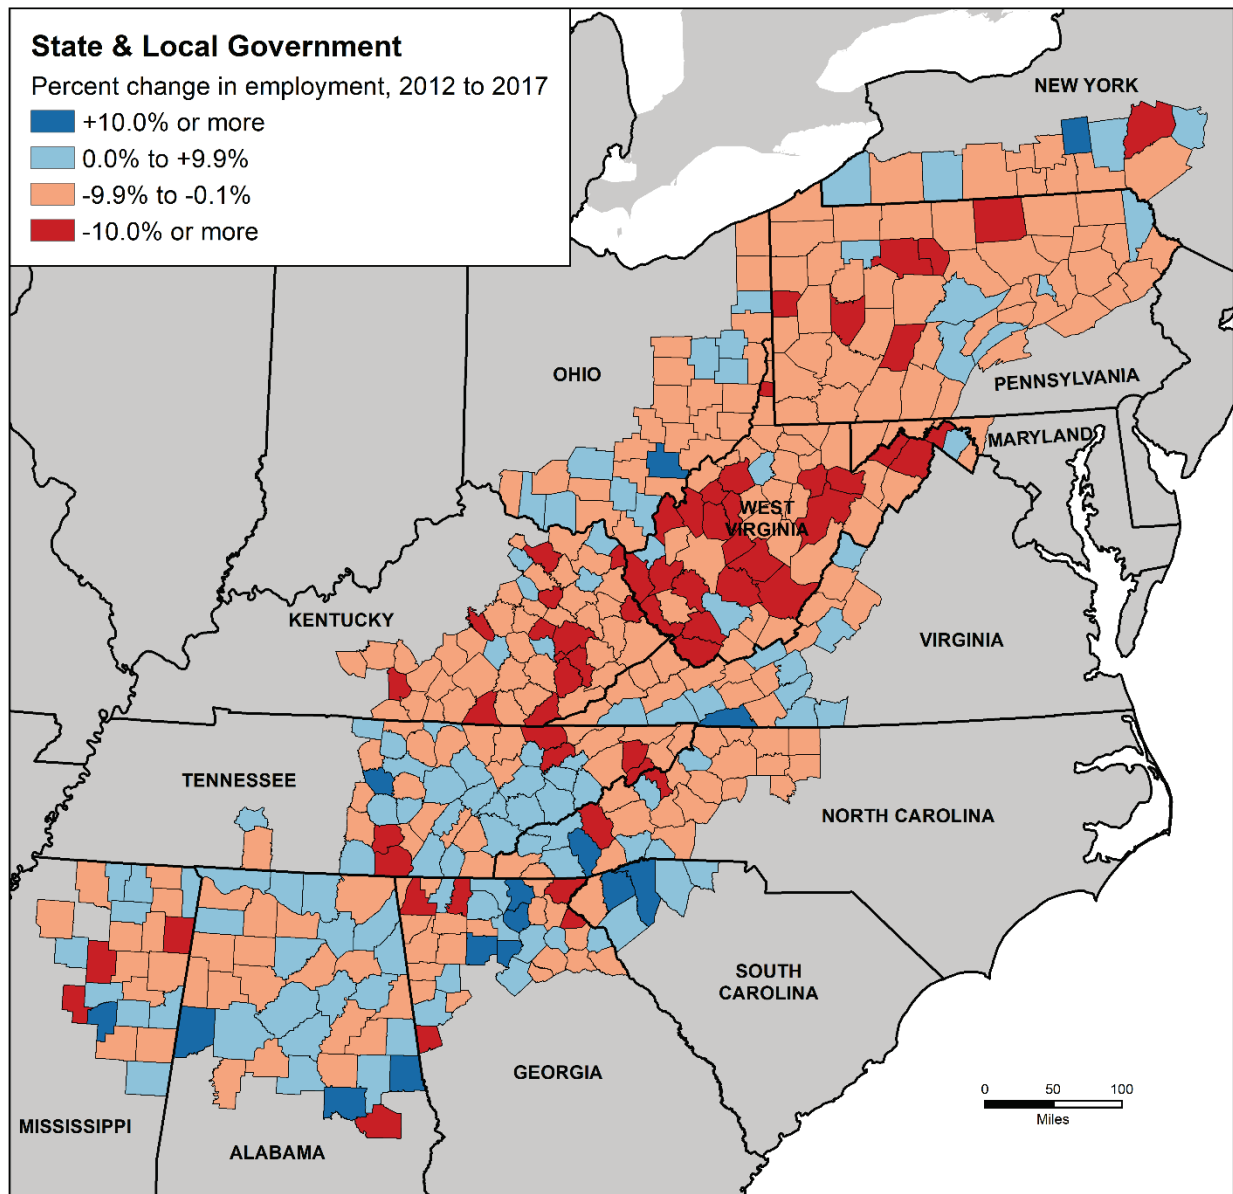 State & Local Government
Percent change in employment, 2012 to 2017
+10.0% or more
0.0% to +9.9%
-9.9% to -0.1%
-10.0% or more
NEW YORK
OHIO
PENNSYLVANIA
MARYLAND
WEST
VIRGINIA
KENTUCKY
VIRGINIA
TENNESSEE
NORTH CAROLINA
SOUTH
CAROLINA
GEORGIA
0 50 100
Miles
MISSISSIPPI
ALABAMA